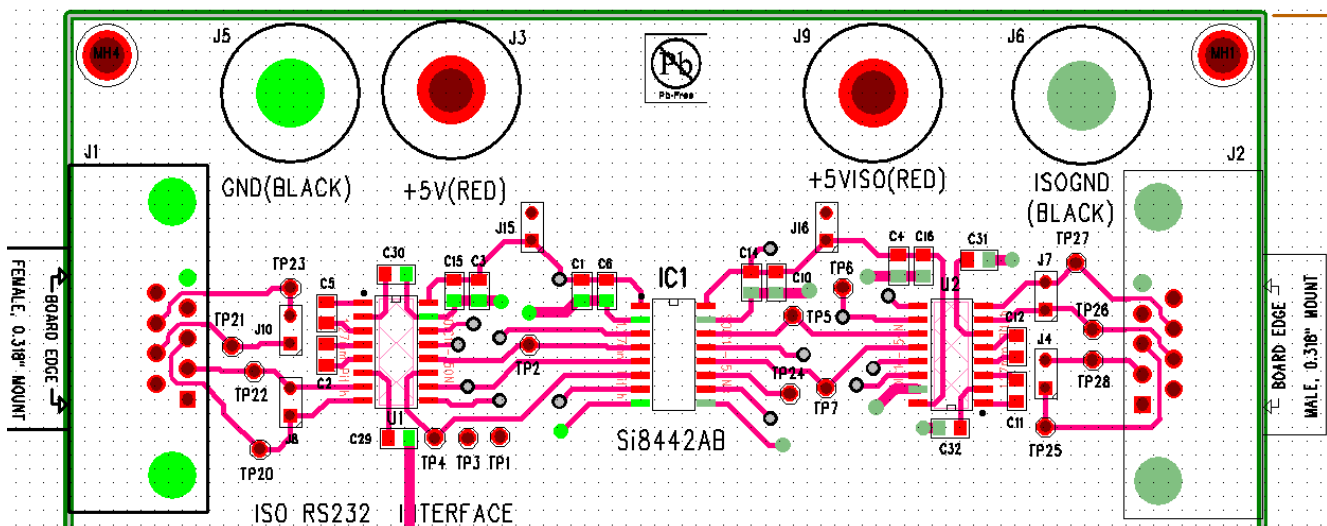 J5
J3
J9
J6
MH4
MH1
Pb
Pb-Free
J1
J2
GND(BLACK)
+5V(RED)
+5VISO(RED)
ISOGND
(BLACK)
TP27
J15
J16
C4
C16
C31
C30
C15
C3
C1
C6
IC1
C14
C10
TP6
U2
J7
TP23
C5
TP21
J10
TP5
C12
TP26
C2
TP22
TP2
TP24
J4
TP28
TP7
U1
J8
C29
TP20
TP4
TP3
TP1
Si8442AB
C32
C11
TP25
FEMALE, 0.318" MOUNT
BOARD EDGE
BOARD EDGE
MALE, 0.318" MOUNT
ISO RS232 INTERFACE